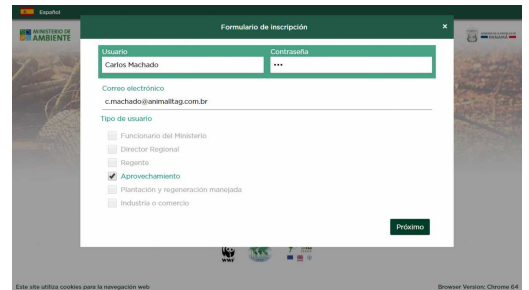 Español
MINISTERIO DE
AMBIENTE
Formulario de inscripción
×
PANAMÁ
Usuario
Contraseña
Carlos Machado
•••
Correo electrónico
c.machado@animalltag.com.br
Tipo de usuario
Funcionario del Ministerio
Director Regional
Regente
Aprovechamiento
Plantación y regeneración manejada
Industria o comercio
Próximo
WWF
Este site utiliza cookies para la navegación web
Browser Version: Chrome 64